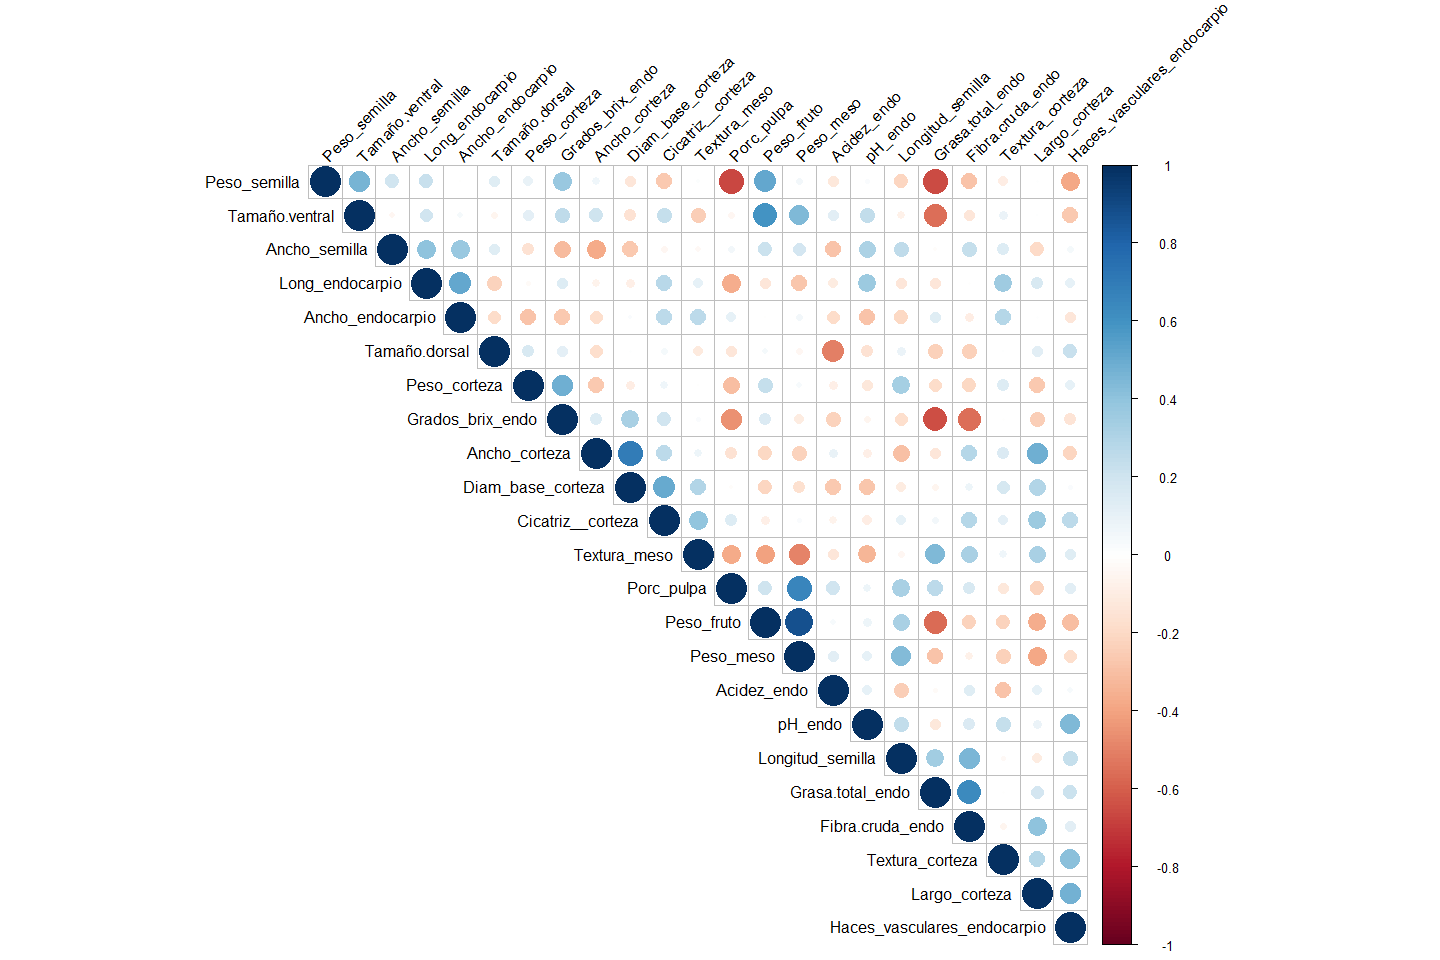 Peso_semilla
Tamaño.ventral
Ancho_semilla
Long_endocarpio
Ancho_endocarpio
Tamaño.dorsal
Peso_corteza
Grados_brix_endo
Ancho_corteza
Diam_base_corteza
Cicatriz__corteza
Textura_meso
Porc_pulpa
Peso_fruto
Peso_meso
Acidez_endo
pH_endo
Longitud_semilla
Grasa.total_endo
Fibra.cruda_endo
Textura_corteza
Largo_corteza
Haces_vasculares_endocarpio
Peso_semilla
Tamaño.ventral
Ancho_semilla
Long_endocarpio
Ancho_endocarpio
Tamaño.dorsal
Peso_corteza
Grados_brix_endo
Ancho_corteza
Diam_base_corteza
Cicatriz__corteza
Textura_meso
Porc_pulpa
Peso_fruto
Peso_meso
Acidez_endo
pH_endo
Longitud_semilla
Grasa.total_endo
Fibra.cruda_endo
Textura_corteza
Largo_corteza
Haces_vasculares_endocarpio
1
0.8
0.6
0.4
0.2
0
-0.2
-0.4
-0.6
-0.8
-1